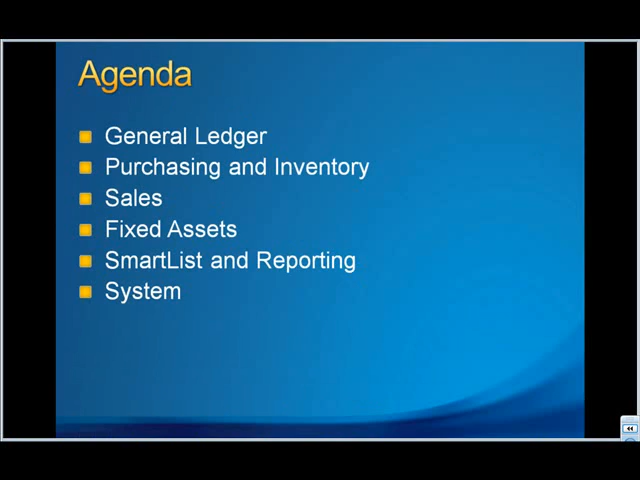 Agenda
General Ledger
Purchasing and Inventory
Sales
Fixed Assets
SmartList and Reporting
System